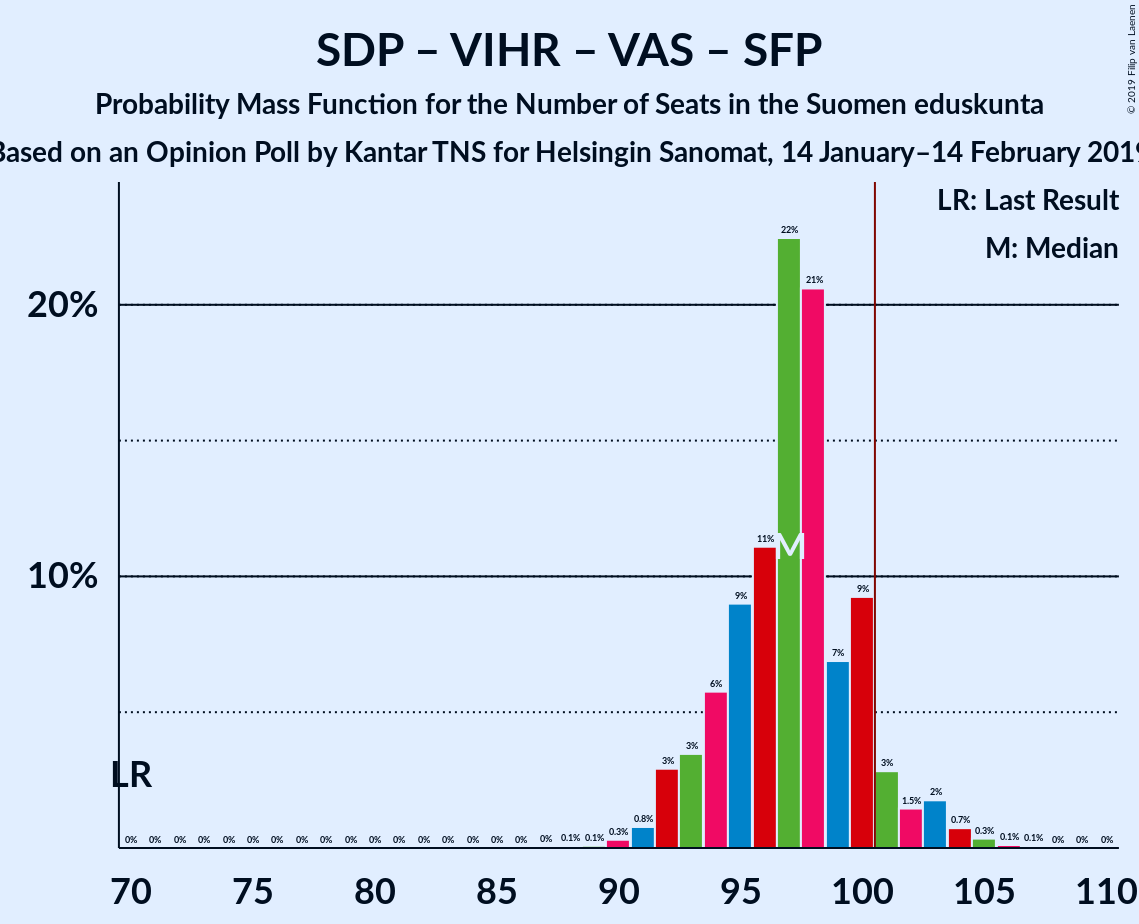 SDP – VIHR – VAS – SFP
Probability Mass Function for the Number of Seats in the Suomen eduskunta
Based on an Opinion Poll by Kantar TNS for Helsingin Sanomat, 14 January–14 February 2019
© 2019 Filip van Laenen
LR: Last Result
M: Median
22%
21%
20%
11%
M
10%
9% 9%
7%
6%
3% 3% 3%
LR
0.8% 1.5% 2% 0.7%
0% 0% 0% 0% 0% 0% 0% 0% 0% 0% 0% 0% 0% 0% 0% 0% 0% 0% 0.1% 0.1% 0.3% 0.3% 0.1% 0.1% 0% 0% 0%
70 75 80 85 90 95 100 105 110